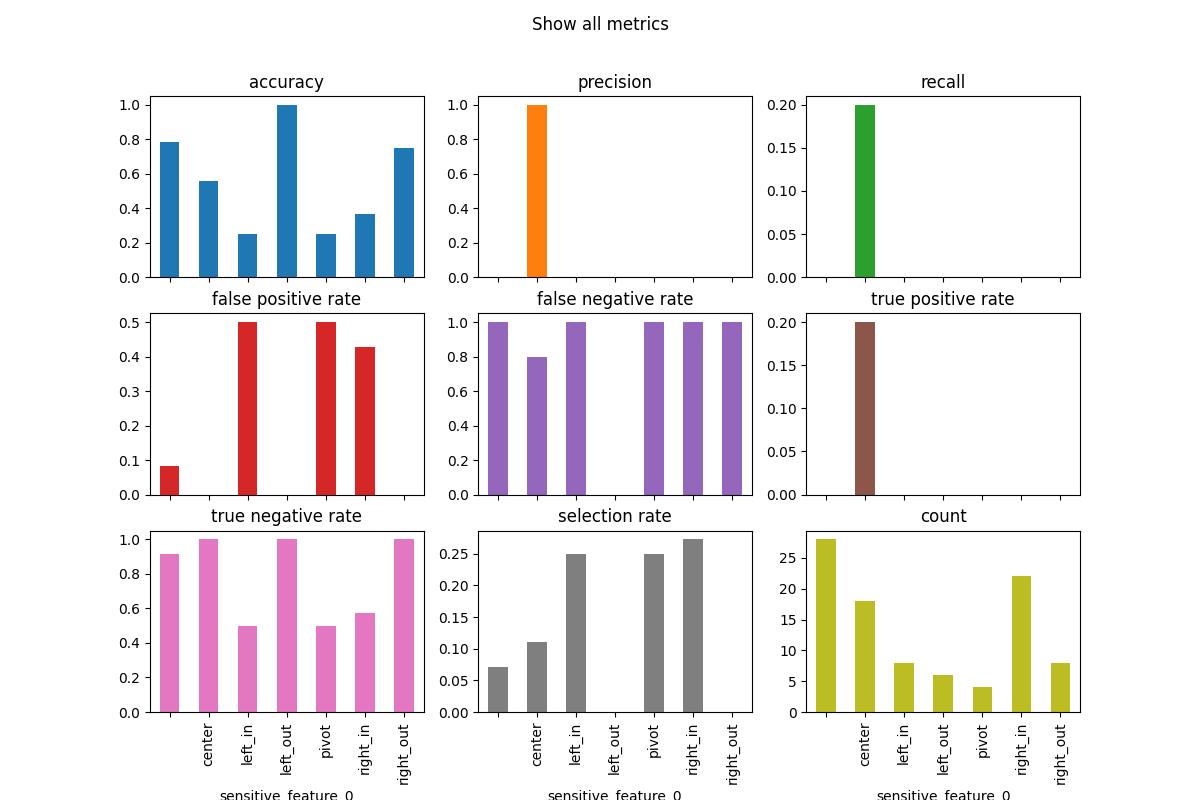 Show all metrics
accuracy
precision
recall
1.0
0.8
0.6
0.4
0.2
0.0
1.0
0.8
0.6
0.4
0.2
0.0
0.20
0.15
0.10
0.05
0.00
false positive rate
false negative rate
true positive rate
0.5
0.4
0.3
0.2
0.1
0.0
1.0
0.8
0.6
0.4
0.2
0.0
0.20
0.15
0.10
0.05
0.00
true negative rate
selection rate
count
1.0
0.8
0.6
0.4
0.2
0.0
0.25
0.20
0.15
0.10
0.05
0.00
25
20
15
10
5
0
center
left_in
left_out
pivot
right_in
right_out
center
left_in
left_out
pivot
right_in
right_out
center
left_in
left_out
pivot
right_in
right_out
sensitive_feature_0
sensitive_feature_0
sensitive_feature_0